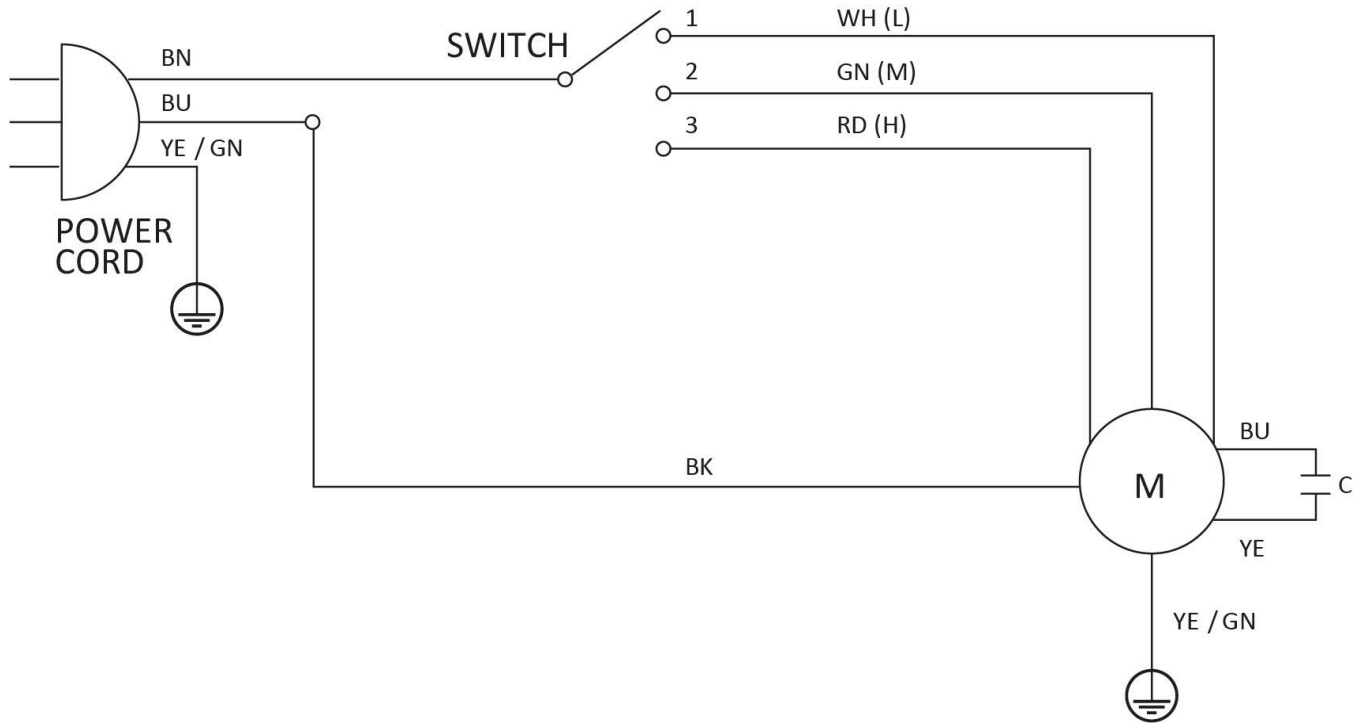 BN
BU
YE / GN
POWER
CORD
SWITCH
1
WH (L)
2
GN (M)
3
RD (H)
BK
M
BU
C
YE
YE / GN